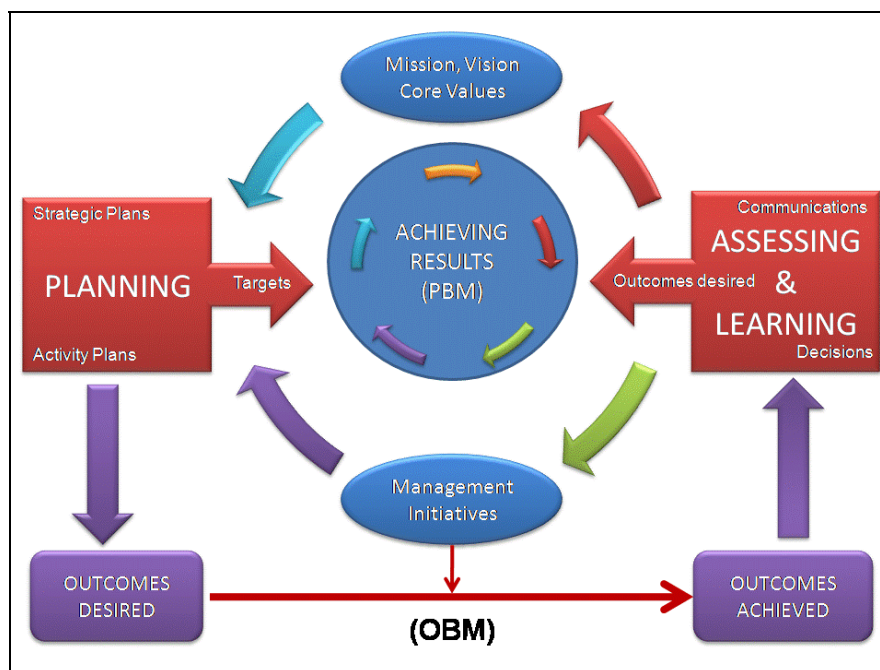 Mission, Vision
Core Values
Strategic Plans
PLANNING
Activity Plans
Targets
ACHIEVING
RESULTS
(PBM)
Outcomes desired
Communications
ASSESSING
&
LEARNING
Decisions
Management
Initiatives
OUTCOMES
DESIRED
(OBM)
OUTCOMES
ACHIEVED